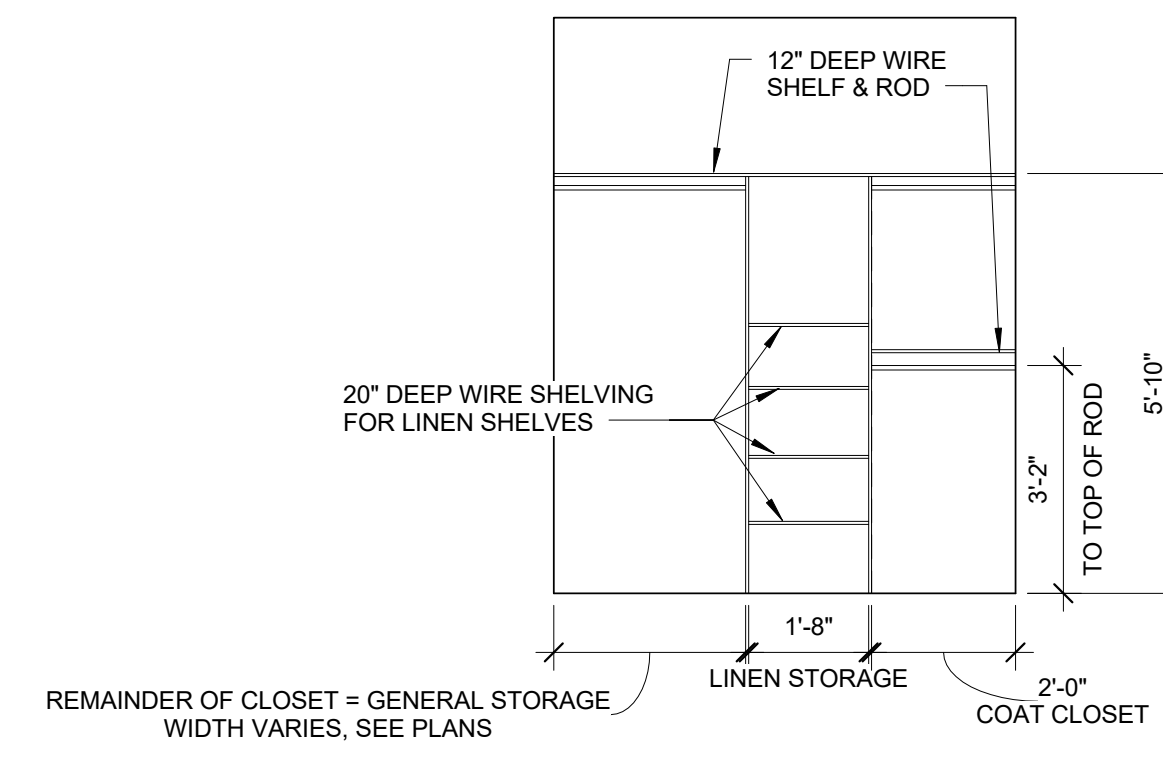 12" DEEP WIRE
SHELF & ROD
20" DEEP WIRE SHELVING
FOR LINEN SHELVES
5'-10"
3'-2"
TO TOP OF ROD
1'-8"
LINEN STORAGE
2'-0"
COAT CLOSET
REMAINDER OF CLOSET = GENERAL STORAGE
WIDTH VARIES, SEE PLANS